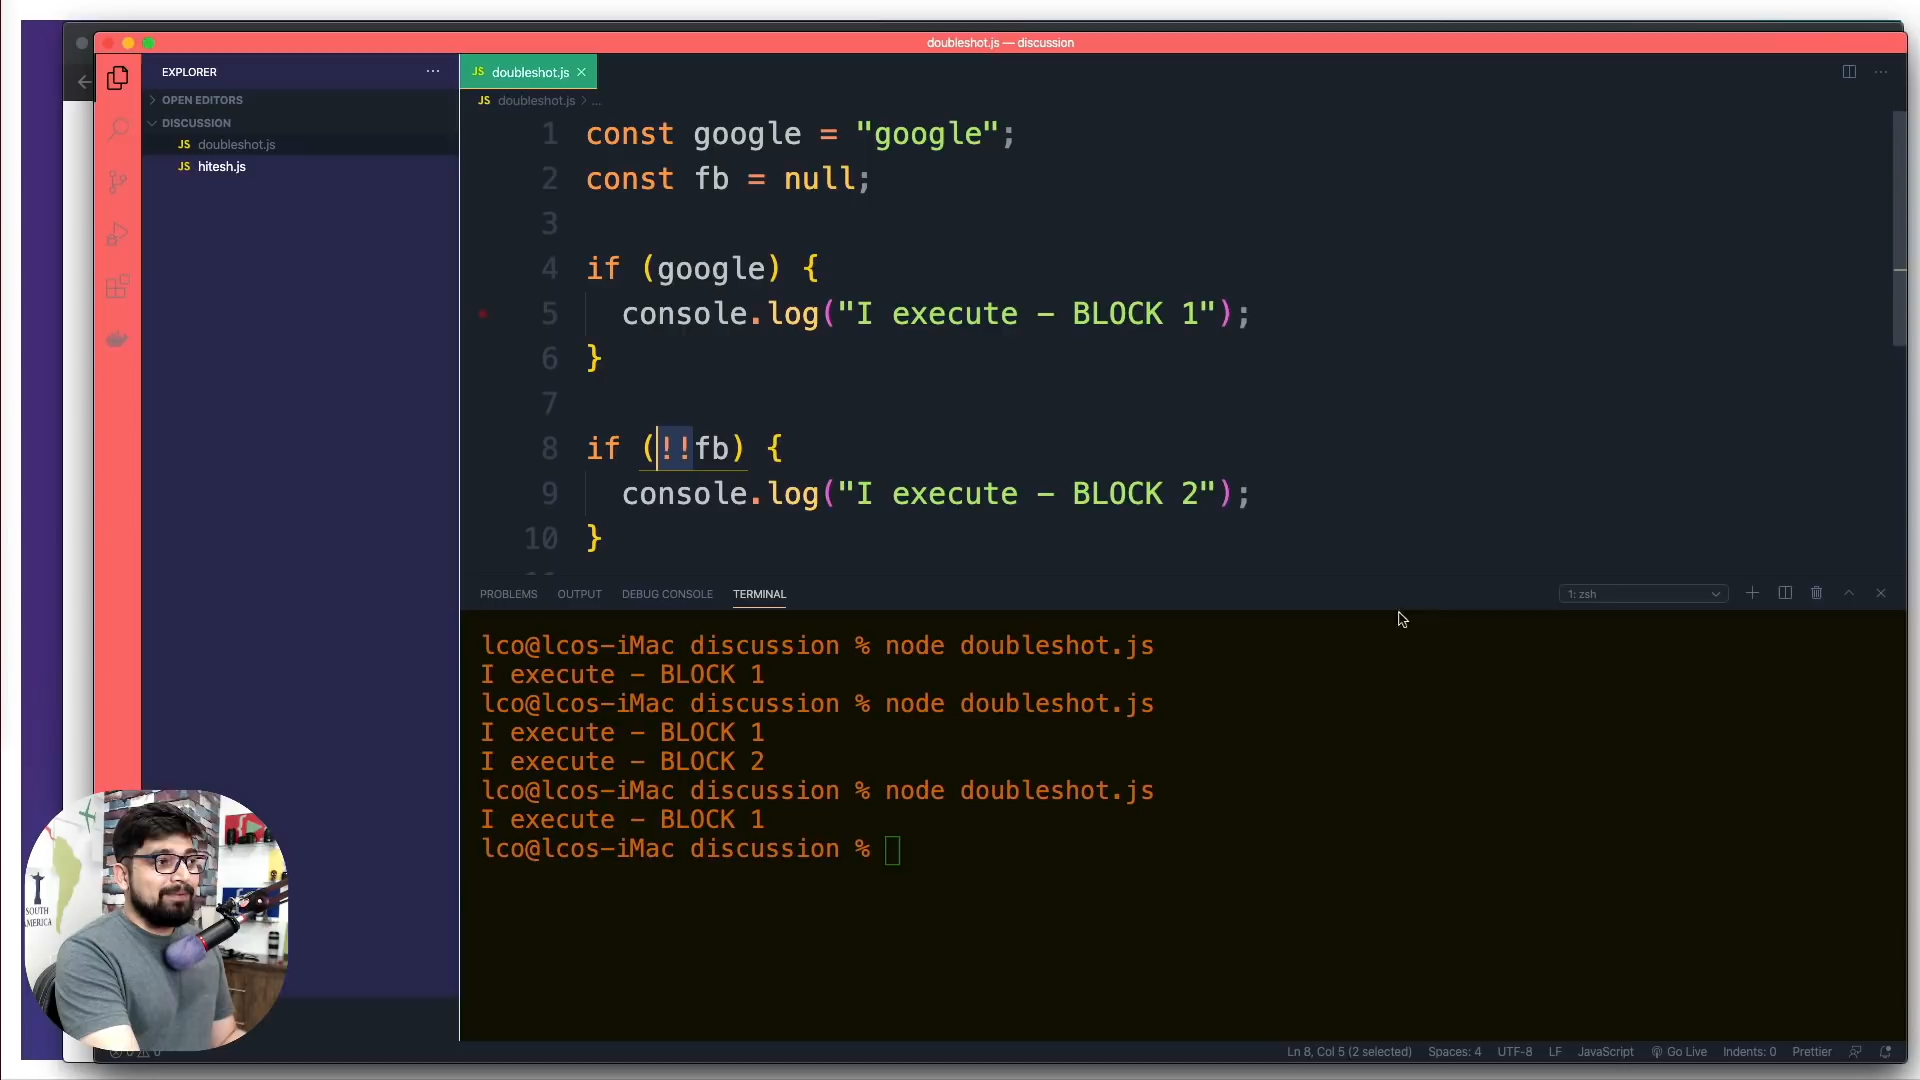 doubleshot.js — discussion
EXPLORER
OPEN EDITORS
DISCUSSION
JS doubleshot.js
JS hitesh.js
JS doubleshot.js
JS doubleshot.js > ...
1 const google = "google";
2 const fb = null;
3
4 if (google) {
5 console.log("I execute - BLOCK 1");
6 }
7
8 if (!!fb) {
9 console.log("I execute - BLOCK 2");
10 }
PROBLEMS OUTPUT DEBUG CONSOLE TERMINAL
1: zsh
lco@lcos-iMac discussion % node doubleshot.js
I execute - BLOCK 1
lco@lcos-iMac discussion % node doubleshot.js
I execute - BLOCK 1
I execute - BLOCK 2
lco@lcos-iMac discussion % node doubleshot.js
I execute - BLOCK 1
lco@lcos-iMac discussion %
SOUTH
AMERICA
Ln 8, Col 5 (2 selected) Spaces: 4 UTF-8 LF JavaScript Go Live Indents: 0 Prettier